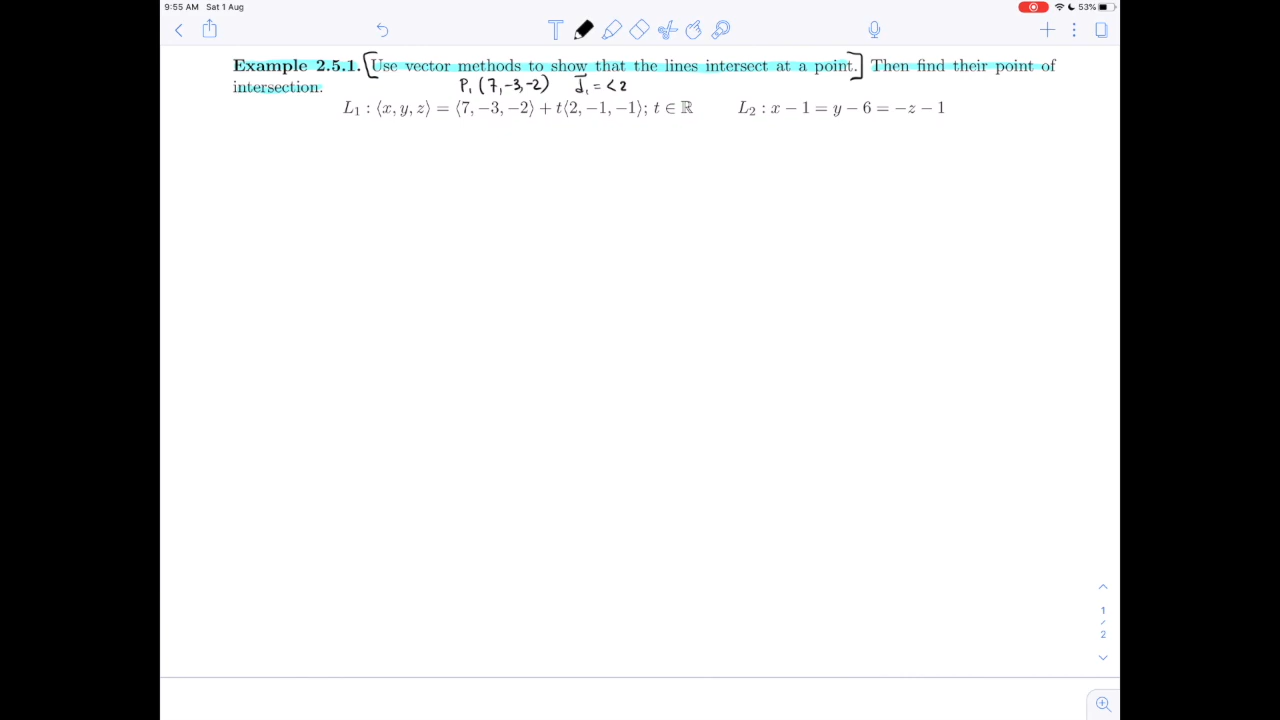 9:55 AM Sat 1 Aug 53%
Example 2.5.1. [Use vector methods to show that the lines intersect at a point.] Then find their point of
intersection. P₁ (7,-3,-2) d̅₁ = < 2
L₁ : ⟨x, y, z⟩ = ⟨7, −3, −2⟩ + t⟨2, −1, −1⟩; t ∈ ℝ L₂ : x − 1 = y − 6 = −z − 1
1
/
2